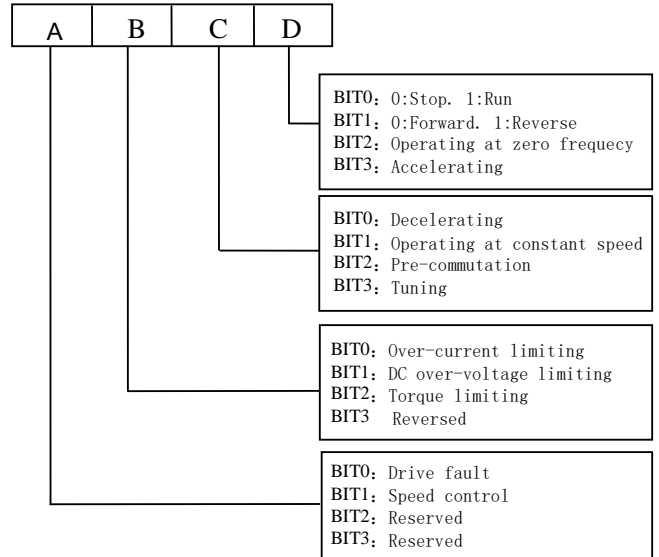 A B C D
BIT0：0:Stop. 1:Run
BIT1：0:Forward. 1:Reverse
BIT2：Operating at zero frequecy
BIT3：Accelerating
BIT0：Decelerating
BIT1：Operating at constant speed
BIT2：Pre-commutation
BIT3：Tuning
BIT0：Over-current limiting
BIT1：DC over-voltage limiting
BIT2：Torque limiting
BIT3 Reversed
BIT0：Drive fault
BIT1：Speed control
BIT2：Reserved
BIT3：Reserved